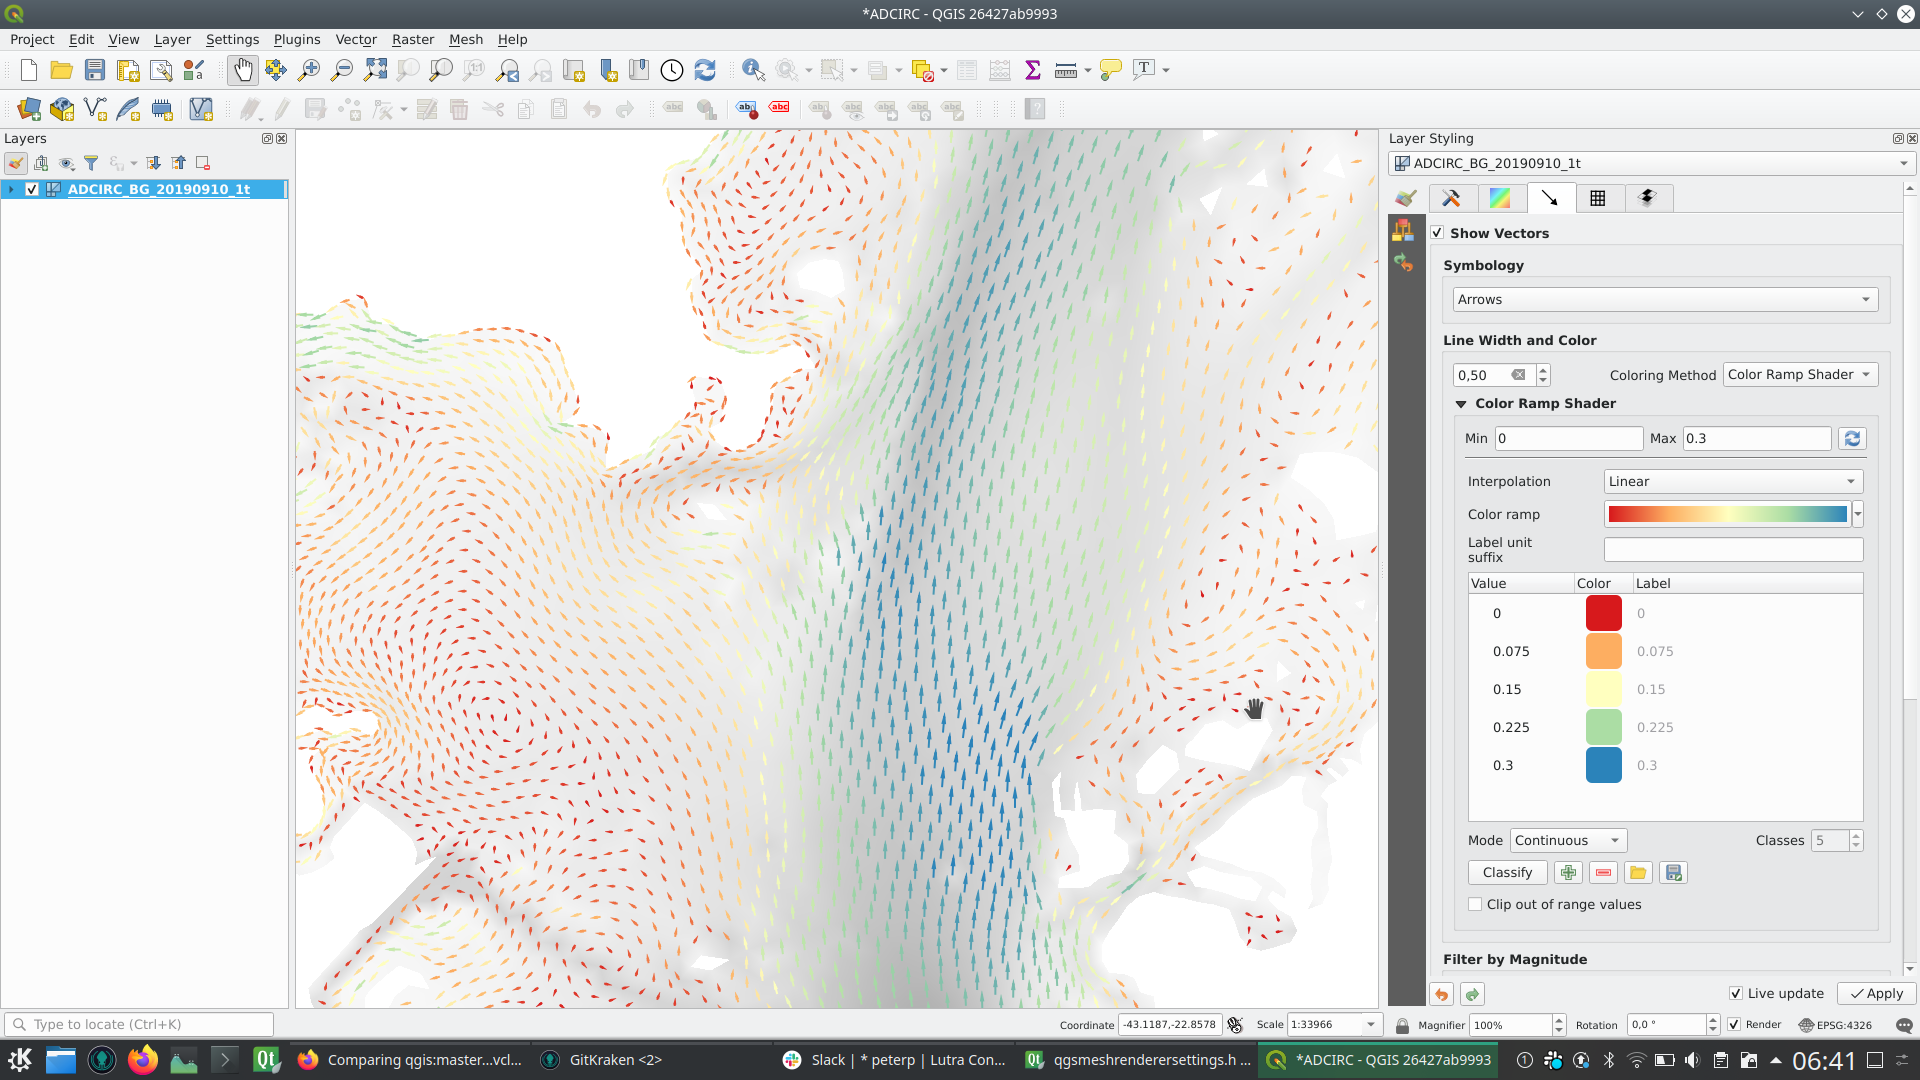 *ADCIRC - QGIS 26427ab9993
Project Edit View Layer Settings Plugins Vector Raster Mesh Help
Layers
ADCIRC_BG_20190910_1t
Layer Styling
ADCIRC_BG_20190910_1t
Show Vectors
Symbology
Arrows
Line Width and Color
0,50
Coloring Method
Color Ramp Shader
Color Ramp Shader
Min 0 Max 0.3
Interpolation Linear
Color ramp
Label unit
suffix
Value Color Label
0 0
0.075 0.075
0.15 0.15
0.225 0.225
0.3 0.3
Mode Continuous Classes 5
Classify
Clip out of range values
Filter by Magnitude
Live update Apply
Type to locate (Ctrl+K)
Coordinate -43.1187,-22.8578 Scale 1:33966 Magnifier 100% Rotation 0,0 ° Render EPSG:4326
Comparing qgis:master...vcl... GitKraken <2> Slack | * peterp | Lutra Con... qgsmeshrenderersettings.h ... *ADCIRC - QGIS 26427ab9993 06:41